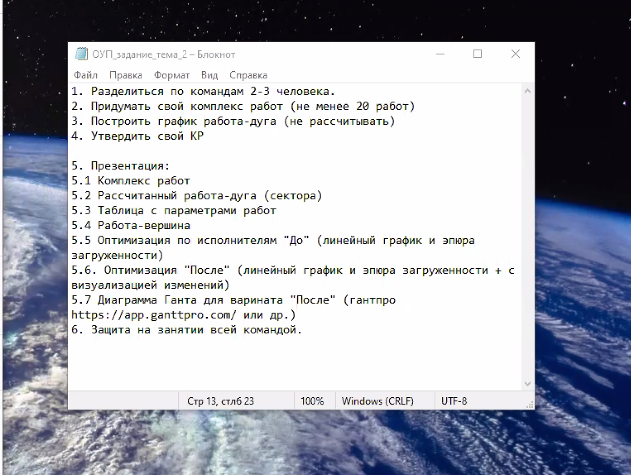 ОУП_задание_тема_2 – Блокнот
Файл Правка Формат Вид Справка
1. Разделиться по командам 2-3 человека.
2. Придумать свой комплекс работ (не менее 20 работ)
3. Построить график работа-дуга (не рассчитывать)
4. Утвердить свой КР
5. Презентация:
5.1 Комплекс работ
5.2 Рассчитанный работа-дуга (сектора)
5.3 Таблица с параметрами работ
5.4 Работа-вершина
5.5 Оптимизация по исполнителям "До" (линейный график и эпюра
загруженности)
5.6. Оптимизация "После" (линейный график и эпюра загруженности + с
визуализацией изменений)
5.7 Диаграмма Ганта для варината "После" (гантпро
https://app.ganttpro.com/ или др.)
6. Защита на занятии всей командой.
Стр 13, стлб 23 100% Windows (CRLF) UTF-8